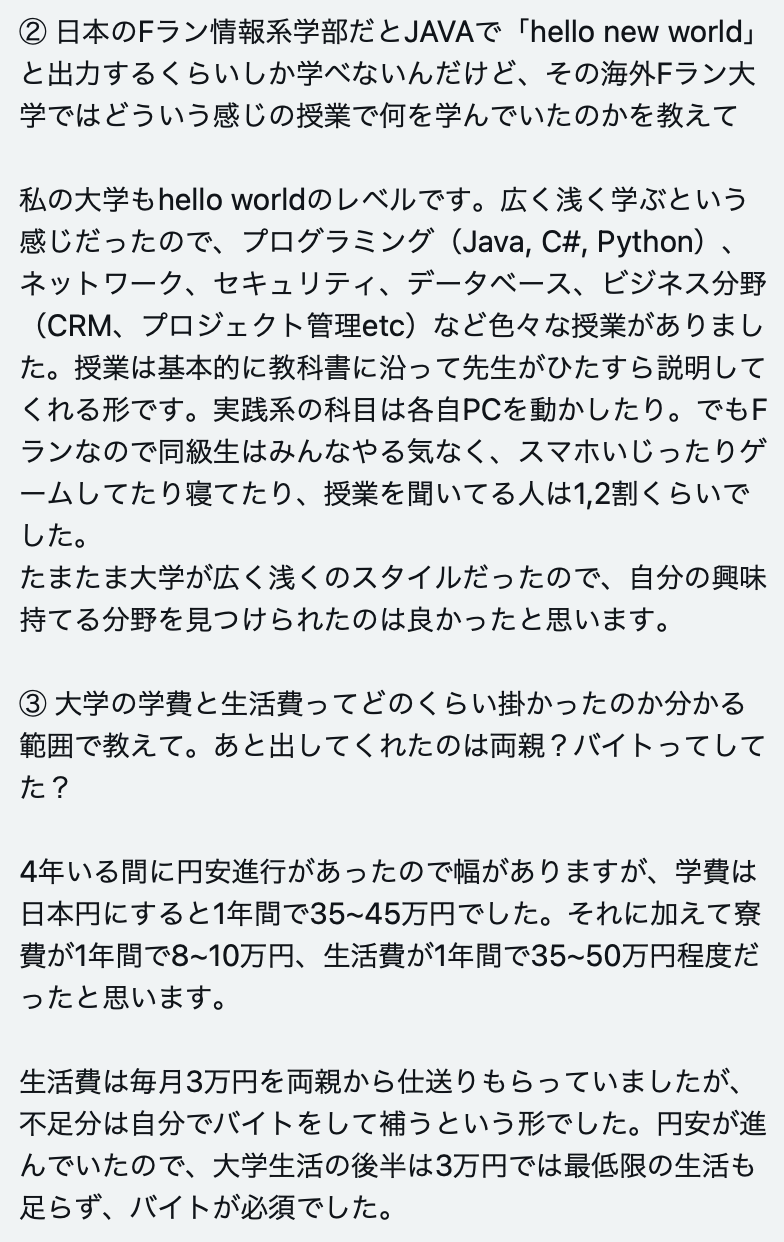 ② 日本のFラン情報系学部だとJAVAで「hello new world」
と出力するくらいしか学べないんだけど、その海外Fラン大
学ではどういう感じの授業で何を学んでいたのかを教えて
私の大学もhello worldのレベルです。広く浅く学ぶという
感じだったので、プログラミング（Java, C#, Python）、
ネットワーク、セキュリティ、データベース、ビジネス分野
（CRM、プロジェクト管理etc）など色々な授業がありまし
た。授業は基本的に教科書に沿って先生がひたすら説明して
くれる形です。実践系の科目は各自PCを動かしたり。でもF
ランなので同級生はみんなやる気なく、スマホいじったりゲ
ームしてたり寝てたり、授業を聞いてる人は1,2割くらいで
した。
たまたま大学が広く浅くのスタイルだったので、自分の興味
持てる分野を見つけられたのは良かったと思います。
③ 大学の学費と生活費ってどのくらい掛かったのか分かる
範囲で教えて。あと出してくれたのは両親？バイトってして
た？
4年いる間に円安進行があったので幅がありますが、学費は
日本円にすると1年間で35~45万円でした。それに加えて寮
費が1年間で8~10万円、生活費が1年間で35~50万円程度だ
ったと思います。
生活費は毎月3万円を両親から仕送りもらっていましたが、
不足分は自分でバイトをして補うという形でした。円安が進
んでいたので、大学生活の後半は3万円では最低限の生活も
足らず、バイトが必須でした。